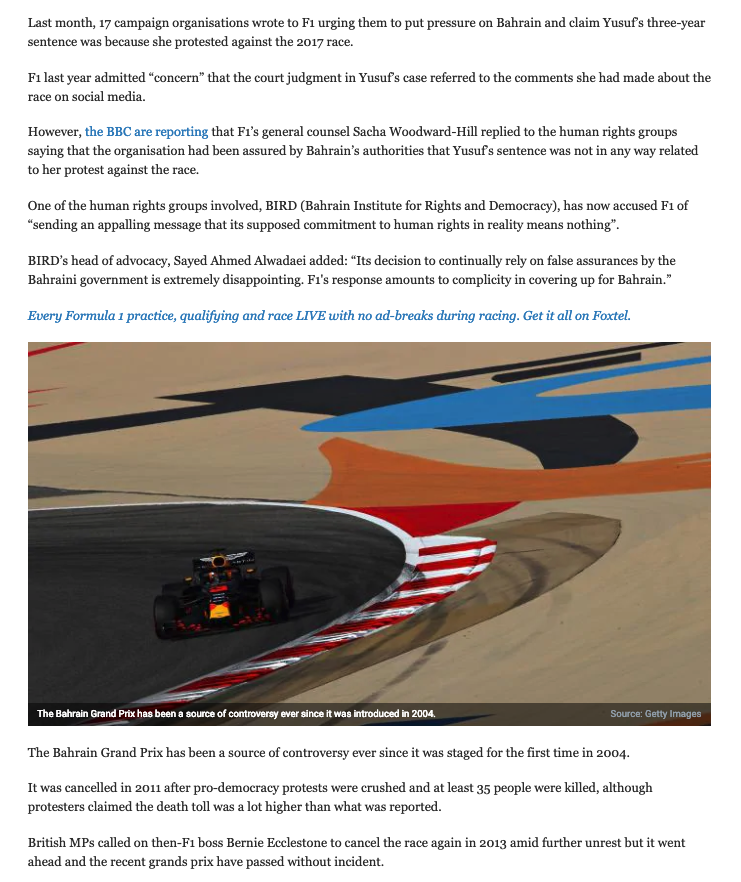 Last month, 17 campaign organisations wrote to F1 urging them to put pressure on Bahrain and claim Yusuf's three-year
sentence was because she protested against the 2017 race.
F1 last year admitted “concern” that the court judgment in Yusuf's case referred to the comments she had made about the
race on social media.
However, the BBC are reporting that F1's general counsel Sacha Woodward-Hill replied to the human rights groups
saying that the organisation had been assured by Bahrain's authorities that Yusuf's sentence was not in any way related
to her protest against the race.
One of the human rights groups involved, BIRD (Bahrain Institute for Rights and Democracy), has now accused F1 of
“sending an appalling message that its supposed commitment to human rights in reality means nothing”.
BIRD's head of advocacy, Sayed Ahmed Alwadaei added: “Its decision to continually rely on false assurances by the
Bahraini government is extremely disappointing. F1's response amounts to complicity in covering up for Bahrain.”
Every Formula 1 practice, qualifying and race LIVE with no ad-breaks during racing. Get it all on Foxtel.
The Bahrain Grand Prix has been a source of controversy ever since it was introduced in 2004. Source: Getty Images
The Bahrain Grand Prix has been a source of controversy ever since it was staged for the first time in 2004.
It was cancelled in 2011 after pro-democracy protests were crushed and at least 35 people were killed, although
protesters claimed the death toll was a lot higher than what was reported.
British MPs called on then-F1 boss Bernie Ecclestone to cancel the race again in 2013 amid further unrest but it went
ahead and the recent grands prix have passed without incident.